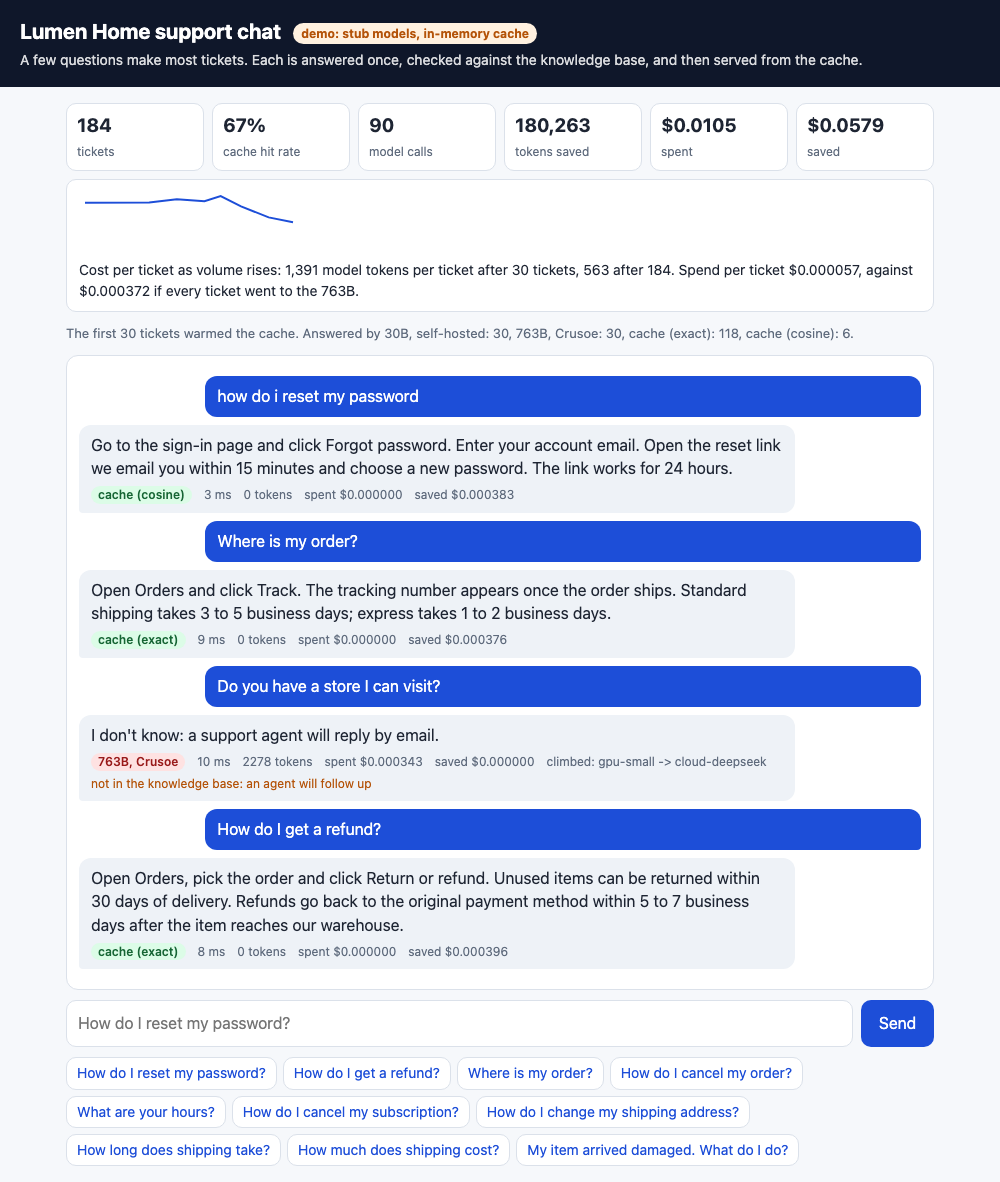 Lumen Home support chat
demo: stub models, in-memory cache
A few questions make most tickets. Each is answered once, checked against the knowledge base, and then served from the cache.
184
tickets
67%
cache hit rate
90
model calls
180,263
tokens saved
$0.0105
spent
$0.0579
saved
Cost per ticket as volume rises: 1,391 model tokens per ticket after 30 tickets, 563 after 184. Spend per ticket $0.000057, against
$0.000372 if every ticket went to the 763B.
The first 30 tickets warmed the cache. Answered by 30B, self-hosted: 30, 763B, Crusoe: 30, cache (exact): 118, cache (cosine): 6.
how do i reset my password
Go to the sign-in page and click Forgot password. Enter your account email. Open the reset link
we email you within 15 minutes and choose a new password. The link works for 24 hours.
cache (cosine) 3 ms 0 tokens spent $0.000000 saved $0.000383
Where is my order?
Open Orders and click Track. The tracking number appears once the order ships. Standard
shipping takes 3 to 5 business days; express takes 1 to 2 business days.
cache (exact) 9 ms 0 tokens spent $0.000000 saved $0.000376
Do you have a store I can visit?
I don't know: a support agent will reply by email.
763B, Crusoe 10 ms 2278 tokens spent $0.000343 saved $0.000000 climbed: gpu-small -> cloud-deepseek
not in the knowledge base: an agent will follow up
How do I get a refund?
Open Orders, pick the order and click Return or refund. Unused items can be returned within
30 days of delivery. Refunds go back to the original payment method within 5 to 7 business
days after the item reaches our warehouse.
cache (exact) 8 ms 0 tokens spent $0.000000 saved $0.000396
How do I reset my password?
Send
How do I reset my password?
How do I get a refund?
Where is my order?
How do I cancel my order?
What are your hours?
How do I cancel my subscription?
How do I change my shipping address?
How long does shipping take?
How much does shipping cost?
My item arrived damaged. What do I do?